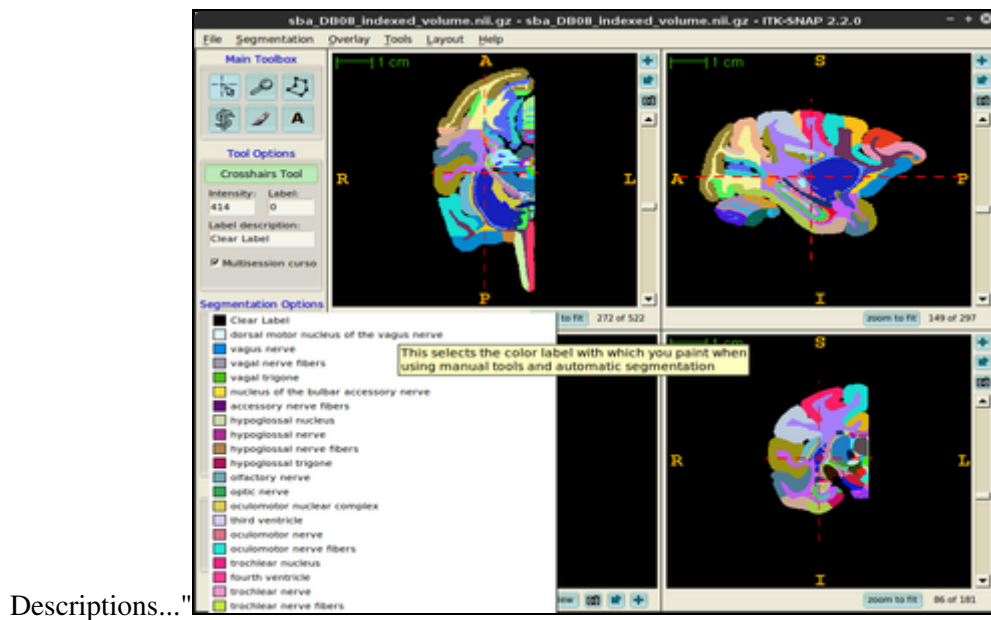 sba_DB08_indexed_volume.nii.gz - sba_DB08_indexed_volume.nii.gz - ITK-SNAP 2.2.0
File Segmentation Overlay Tools Layout Help
Main Toolbox
A
Tool Options
Crosshairs Tool
Intensity: Label:
414 0
Label description:
Clear Label
Multisession curso
Segmentation Options
1 cm
A
R
L
P
to fit 272 of 522
1 cm
S
A
P
I
zoom to fit 149 of 297
Clear Label
dorsal motor nucleus of the vagus nerve
vagus nerve
vagal nerve fibers
vagal trigone
nucleus of the bulbar accessory nerve
accessory nerve fibers
hypoglossal nucleus
hypoglossal nerve
hypoglossal nerve fibers
hypoglossal trigone
olfactory nerve
optic nerve
oculomotor nuclear complex
third ventricle
oculomotor nerve
oculomotor nerve fibers
trochlear nucleus
fourth ventricle
trochlear nerve
trochlear nerve fibers
This selects the color label with which you paint when
using manual tools and automatic segmentation
1 cm
S
R
L
I
zoom to fit 86 of 181
Descriptions..."